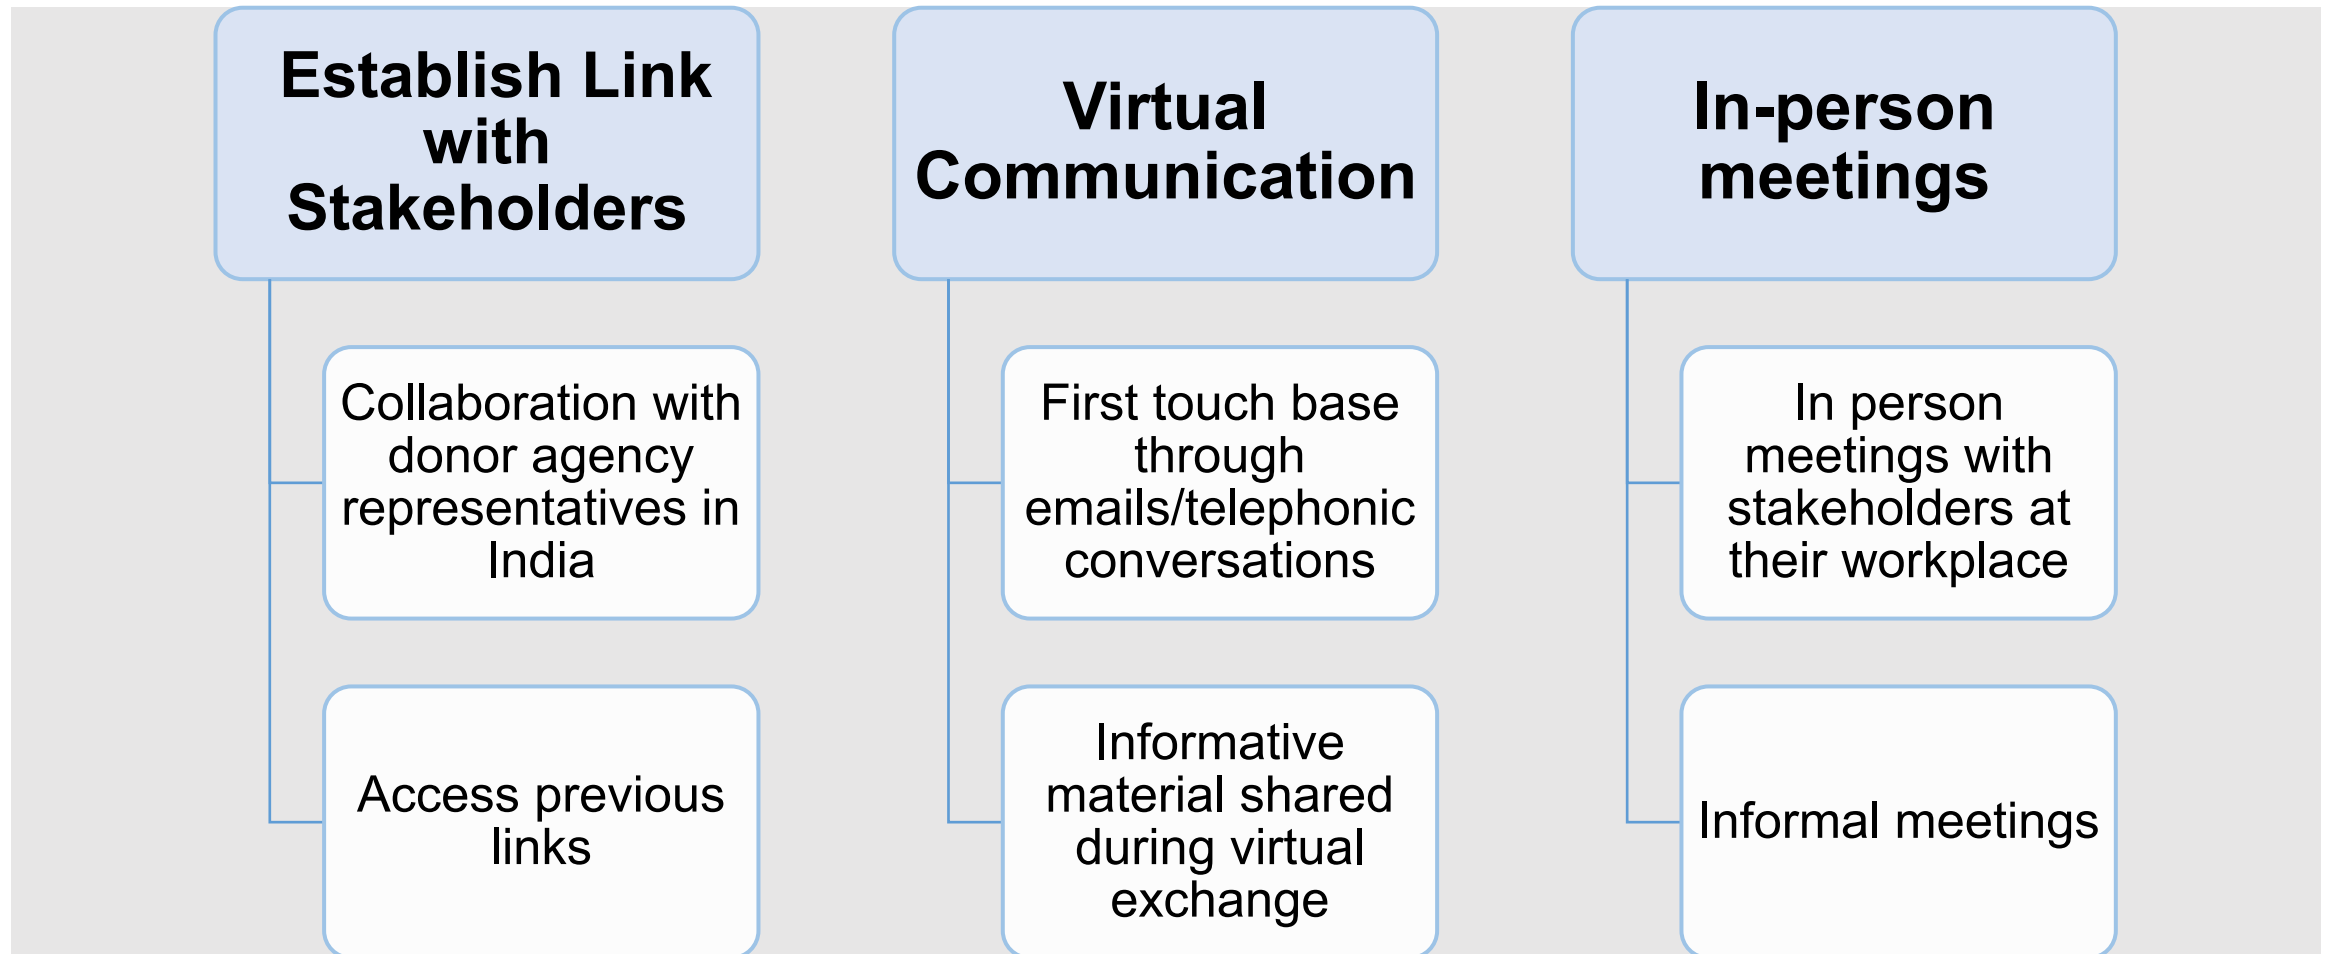 Establish Link
with
Stakeholders
Collaboration with
donor agency
representatives in
India
Access previous
links
Virtual
Communication
First touch base
through
emails/telephonic
conversations
Informative
material shared
during virtual
exchange
In-person
meetings
In person
meetings with
stakeholders at
their workplace
Informal meetings